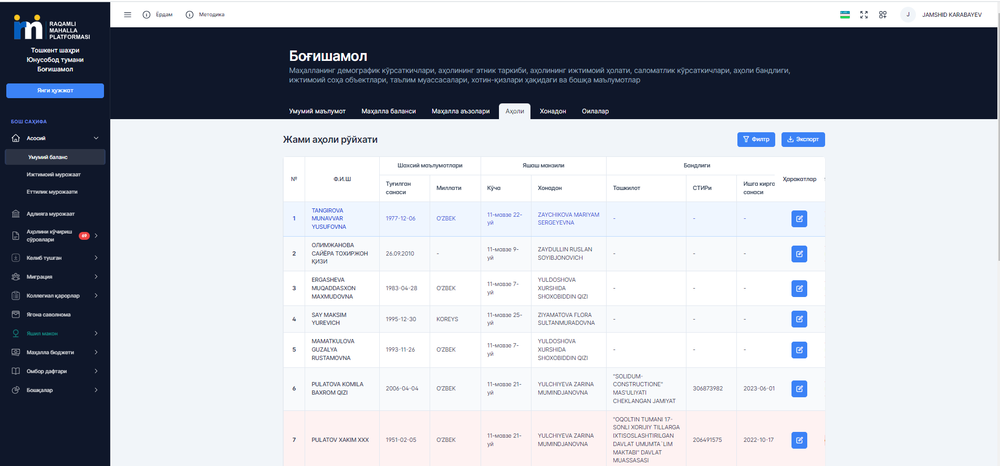 RAQAMLI
MAHALLA
PLATFORMASI
Тошкент шаҳри
Юнусобод тумани
Боғишамол
Янги ҳужжат
БОШ САҲИФА
Асосий
Умумий баланс
Ижтимоий мурожаат
Еттилик мурожаати
Адлияга мурожаат
Аҳолини кўчириш
сўровлари
69
Келиб тушган
Миграция
Коллегиал қарорлар
Ягона саволнома
Яшил макон
Маҳалла бюджети
Омбор дафтари
Бошқалар
Ёрдам
Методика
J
JAMSHID KARABAYEV
Боғишамол
Маҳалланинг демографик кўрсаткичлари, аҳолининг этник таркиби, аҳолининг ижтимоий ҳолати, саломатлик кўрсаткичлари, аҳоли бандлиги,
ижтимоий соҳа объектлари, таълим муассасалари, хотин-қизлари ҳақидаги ва бошқа маълумотлар
Умумий маълумот Маҳалла баланси Маҳалла аъзолари Аҳоли Хонадон Оилалар
Жами аҳоли рўйхати
Филтр
Экспорт
№ Ф.И.Ш Шахсий маълумотлари Яшаш манзили Бандлиги Ҳаракатлар
Туғилган
санаси
Миллати
Кўча
Хонадон
Ташкилот
СТИРи
Ишга кирга
санаси
1
TANGIROVA
MUNAVVAR
YUSUFOVNA
1977-12-06
O'ZBEK
11-мавзе 22-
уй
ZAYCHIKOVA MARIYAM
SERGEYEVNA
- - -
2
ОЛИМЖАНОВА
САЙЁРА ТОХИРЖОН
ҚИЗИ
26.09.2010
-
11-мавзе 9-
уй
ZAYDULLIN RUSLAN
SOYIBJONOVICH
- - -
3
ERGASHEVA
MUQADDASXON
MAXMUDOVNA
1983-04-28
O'ZBEK
11-мавзе 7-
уй
YULDOSHOVA
XURSHIDA
SHOXOBIDDIN QIZI
- - -
4
SAY MAKSIM
YUREVICH
1995-12-30
KOREYS
11-мавзе 25-
уй
ZIYAMATOVA FLORA
SULTANMURADOVNA
- - -
5
MAMATKULOVA
GUZALYA
RUSTAMOVNA
1993-11-26
O'ZBEK
11-мавзе 7-
уй
YULDOSHOVA
XURSHIDA
SHOXOBIDDIN QIZI
- - -
6
PULATOVA KOMILA
BAXROM QIZI
2006-04-04
O'ZBEK
11-мавзе 21-
уй
YULCHIYEVA ZARINA
MUMINDJANOVNA
"SOLIDUM-
CONSTRUCTIONE"
MAS'ULIYATI
CHEKLANGAN JAMIYAT
306873982
2023-06-01
7
PULATOV XAKIM XXX
1951-02-05
O'ZBEK
11-мавзе 21-
уй
YULCHIYEVA ZARINA
MUMINDJANOVNA
"OQOLTIN TUMANI 17-
SONLI XORIJIY TILLARGA
IXTISOSLASHTIRILGAN
DAVLAT UMUMTA`LIM
MAKTABI" DAVLAT
MUASSASASI
206491575
2022-10-17